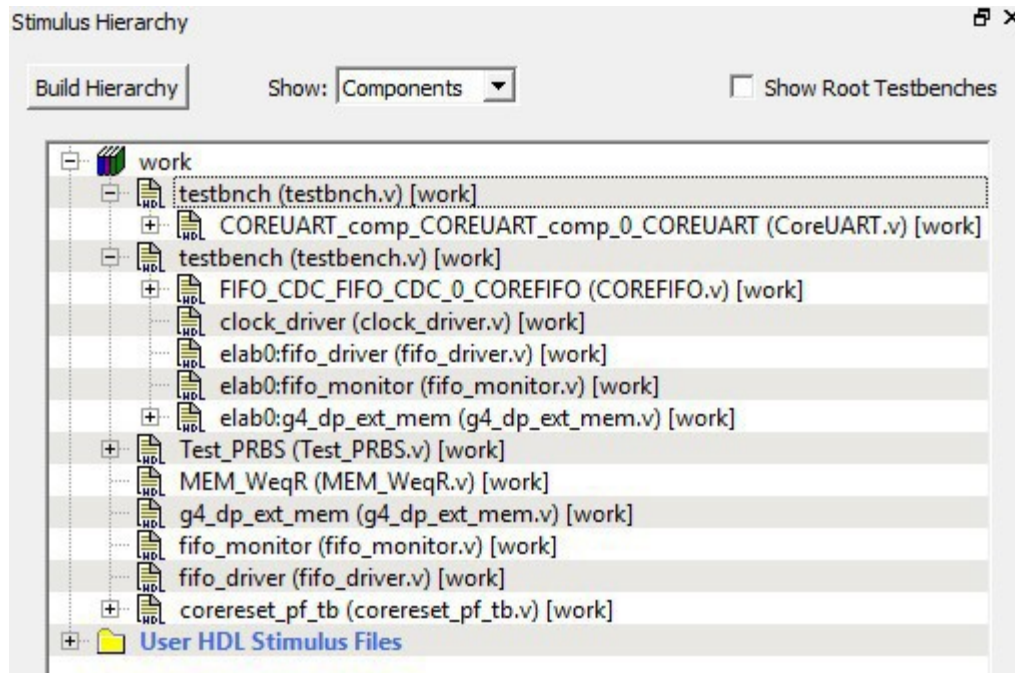 Stimulus Hierarchy
Build Hierarchy Show: Components Show Root Testbenches
work
testbnch (testbnch.v) [work]
COREUART_comp_COREUART_comp_0_COREUART (CoreUART.v) [work]
testbench (testbench.v) [work]
FIFO_CDC_FIFO_CDC_0_COREFIFO (COREFIFO.v) [work]
clock_driver (clock_driver.v) [work]
elab0:fifo_driver (fifo_driver.v) [work]
elab0:fifo_monitor (fifo_monitor.v) [work]
elab0:g4_dp_ext_mem (g4_dp_ext_mem.v) [work]
Test_PRBS (Test_PRBS.v) [work]
MEM_WeqR (MEM_WeqR.v) [work]
g4_dp_ext_mem (g4_dp_ext_mem.v) [work]
fifo_monitor (fifo_monitor.v) [work]
fifo_driver (fifo_driver.v) [work]
corereset_pf_tb (corereset_pf_tb.v) [work]
User HDL Stimulus Files